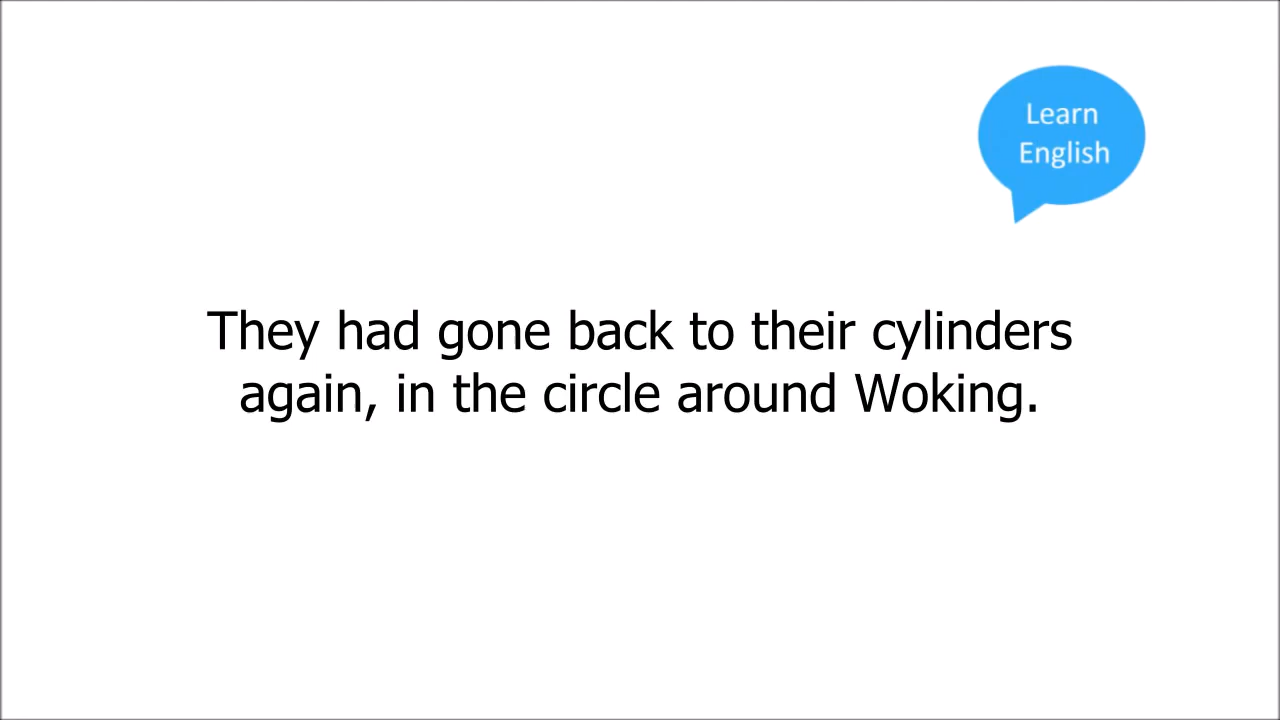 Learn
English
They had gone back to their cylinders
again, in the circle around Woking.